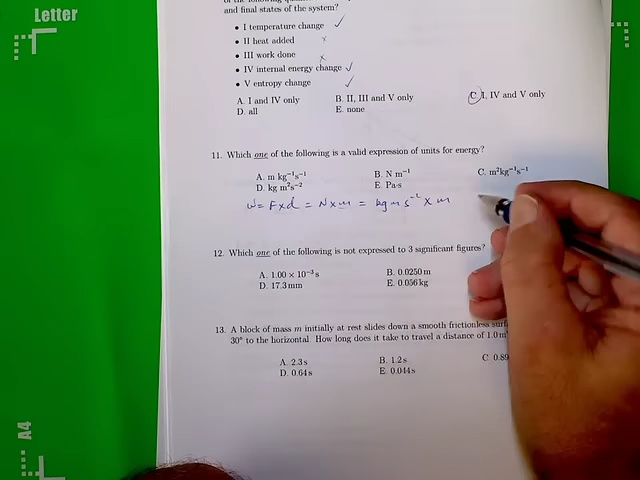 Letter
and final states of the system?
• I temperature change ✓
• II heat added ×
• III work done ×
• IV internal energy change ✓
• V entropy change ✓
A. I and IV only B. II, III and V only C. I, IV and V only
D. all E. none
11. Which one of the following is a valid expression of units for energy?
A. m kg⁻¹s⁻¹ B. N m⁻¹ C. m²kg⁻¹s⁻¹
D. kg m²s⁻² E. Pa·s
W = F×d = N×m = kg m s⁻² × m
12. Which one of the following is not expressed to 3 significant figures?
A. 1.00 × 10⁻³ s B. 0.0250 m
D. 17.3 mm E. 0.056 kg
13. A block of mass m initially at rest slides down a smooth frictionless
30° to the horizontal. How long does it take to travel a distance of 1.0 m
A. 2.3 s B. 1.2 s C. 0.89
D. 0.64 s E. 0.044 s
A4